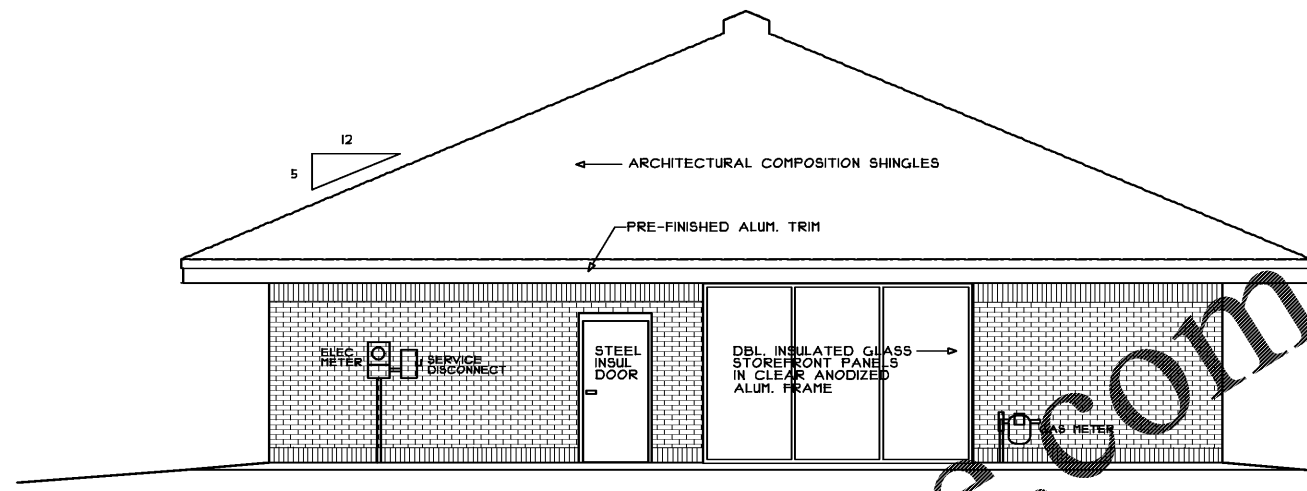 12
5
ARCHITECTURAL COMPOSITION SHINGLES
PRE-FINISHED ALUM. TRIM
ELEC
METER
SERVICE
DISCONNECT
STEEL
INSUL
DOOR
DBL. INSULATED GLASS
STOREFRONT PANELS
IN CLEAR ANODIZED
ALUM. FRAME
GAS METER
e.com